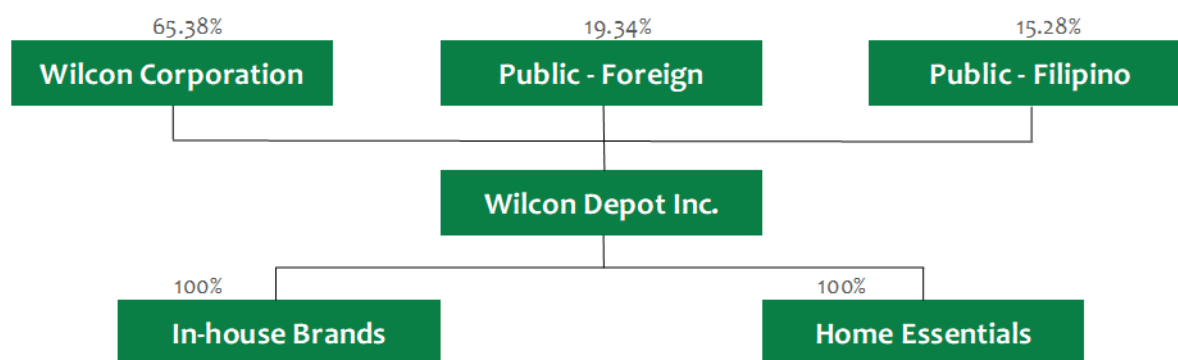 65.38%
19.34%
15.28%
Wilcon Corporation
Public - Foreign
Public - Filipino
Wilcon Depot Inc.
100%
100%
In-house Brands
Home Essentials